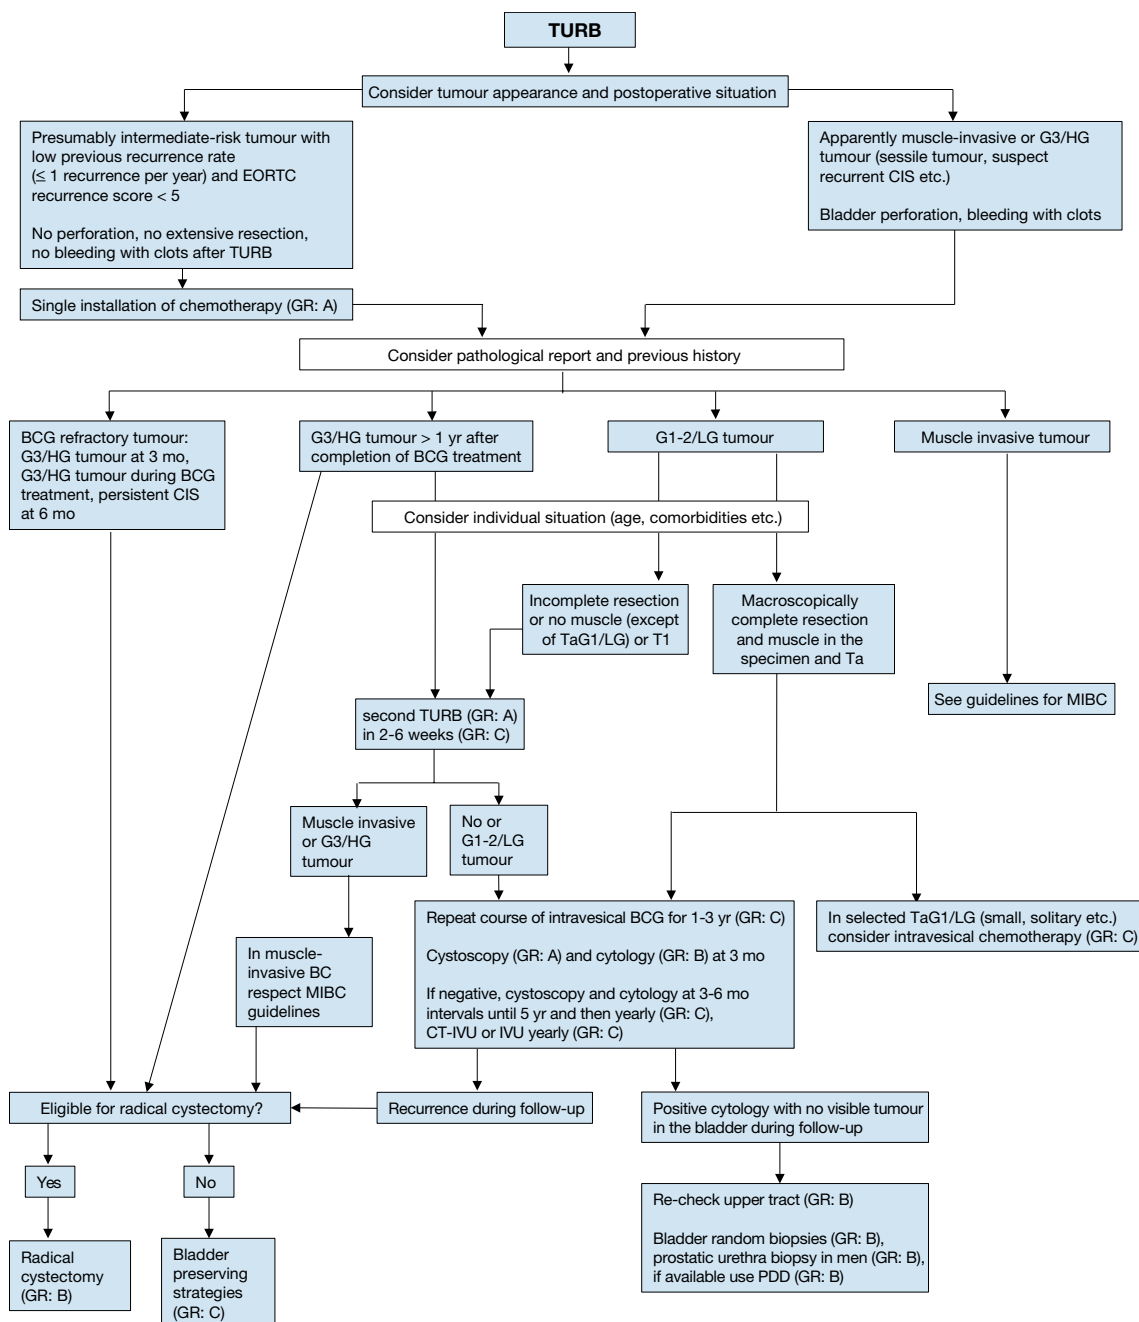 TURB
Consider tumour appearance and postoperative situation
Presumably intermediate-risk tumour with
low previous recurrence rate
(≤ 1 recurrence per year) and EORTC
recurrence score < 5
No perforation, no extensive resection,
no bleeding with clots after TURB
Apparently muscle-invasive or G3/HG
tumour (sessile tumour, suspect
recurrent CIS etc.)
Bladder perforation, bleeding with clots
Single installation of chemotherapy (GR: A)
Consider pathological report and previous history
BCG refractory tumour:
G3/HG tumour at 3 mo,
G3/HG tumour during BCG
treatment, persistent CIS
at 6 mo
G3/HG tumour > 1 yr after
completion of BCG treatment
G1-2/LG tumour
Muscle invasive tumour
Consider individual situation (age, comorbidities etc.)
Incomplete resection
or no muscle (except
of TaG1/LG) or T1
Macroscopically
complete resection
and muscle in the
specimen and Ta
See guidelines for MIBC
second TURB (GR: A)
in 2-6 weeks (GR: C)
Muscle invasive
or G3/HG
tumour
No or
G1-2/LG
tumour
Repeat course of intravesical BCG for 1-3 yr (GR: C)
Cystoscopy (GR: A) and cytology (GR: B) at 3 mo
If negative, cystoscopy and cytology at 3-6 mo
intervals until 5 yr and then yearly (GR: C),
CT-IVU or IVU yearly (GR: C)
In selected TaG1/LG (small, solitary etc.)
consider intravesical chemotherapy (GR: C)
In muscle-
invasive BC
respect MIBC
guidelines
Eligible for radical cystectomy?
Recurrence during follow-up
Positive cytology with no visible tumour
in the bladder during follow-up
Yes
No
Re-check upper tract (GR: B)
Bladder random biopsies (GR: B),
prostatic urethra biopsy in men (GR: B),
if available use PDD (GR: B)
Radical
cystectomy
(GR: B)
Bladder
preserving
strategies
(GR: C)